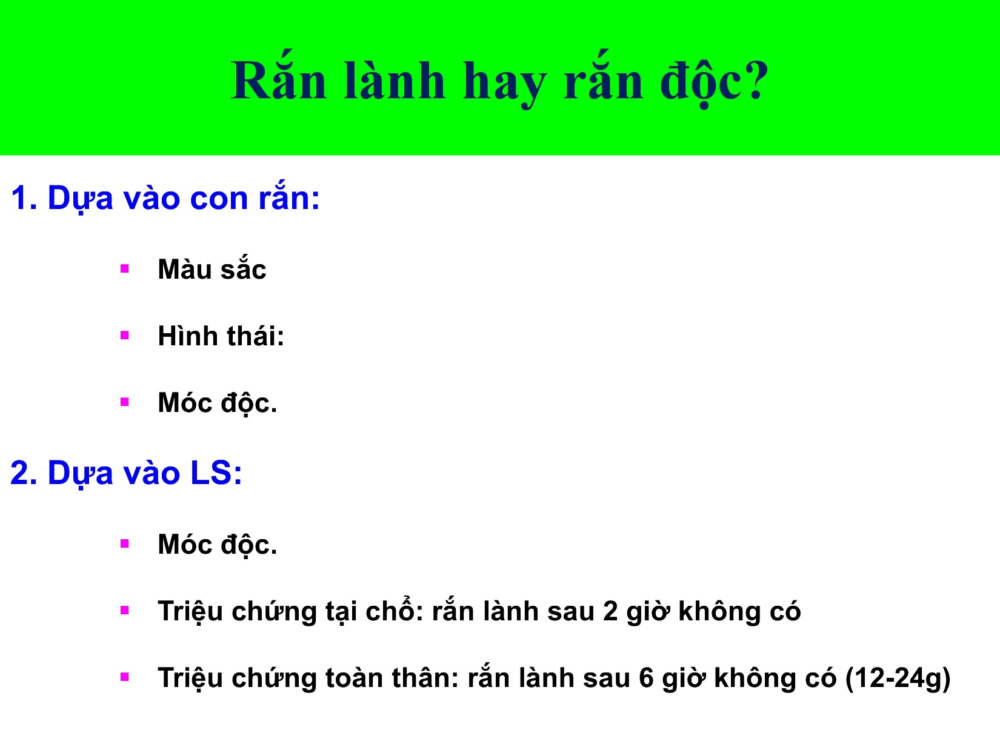 Rắn lành hay rắn độc?
1. Dựa vào con rắn:
▪ Màu sắc
▪ Hình thái:
▪ Móc độc.
2. Dựa vào LS:
▪ Móc độc.
▪ Triệu chứng tại chổ: rắn lành sau 2 giờ không có
▪ Triệu chứng toàn thân: rắn lành sau 6 giờ không có (12-24g)